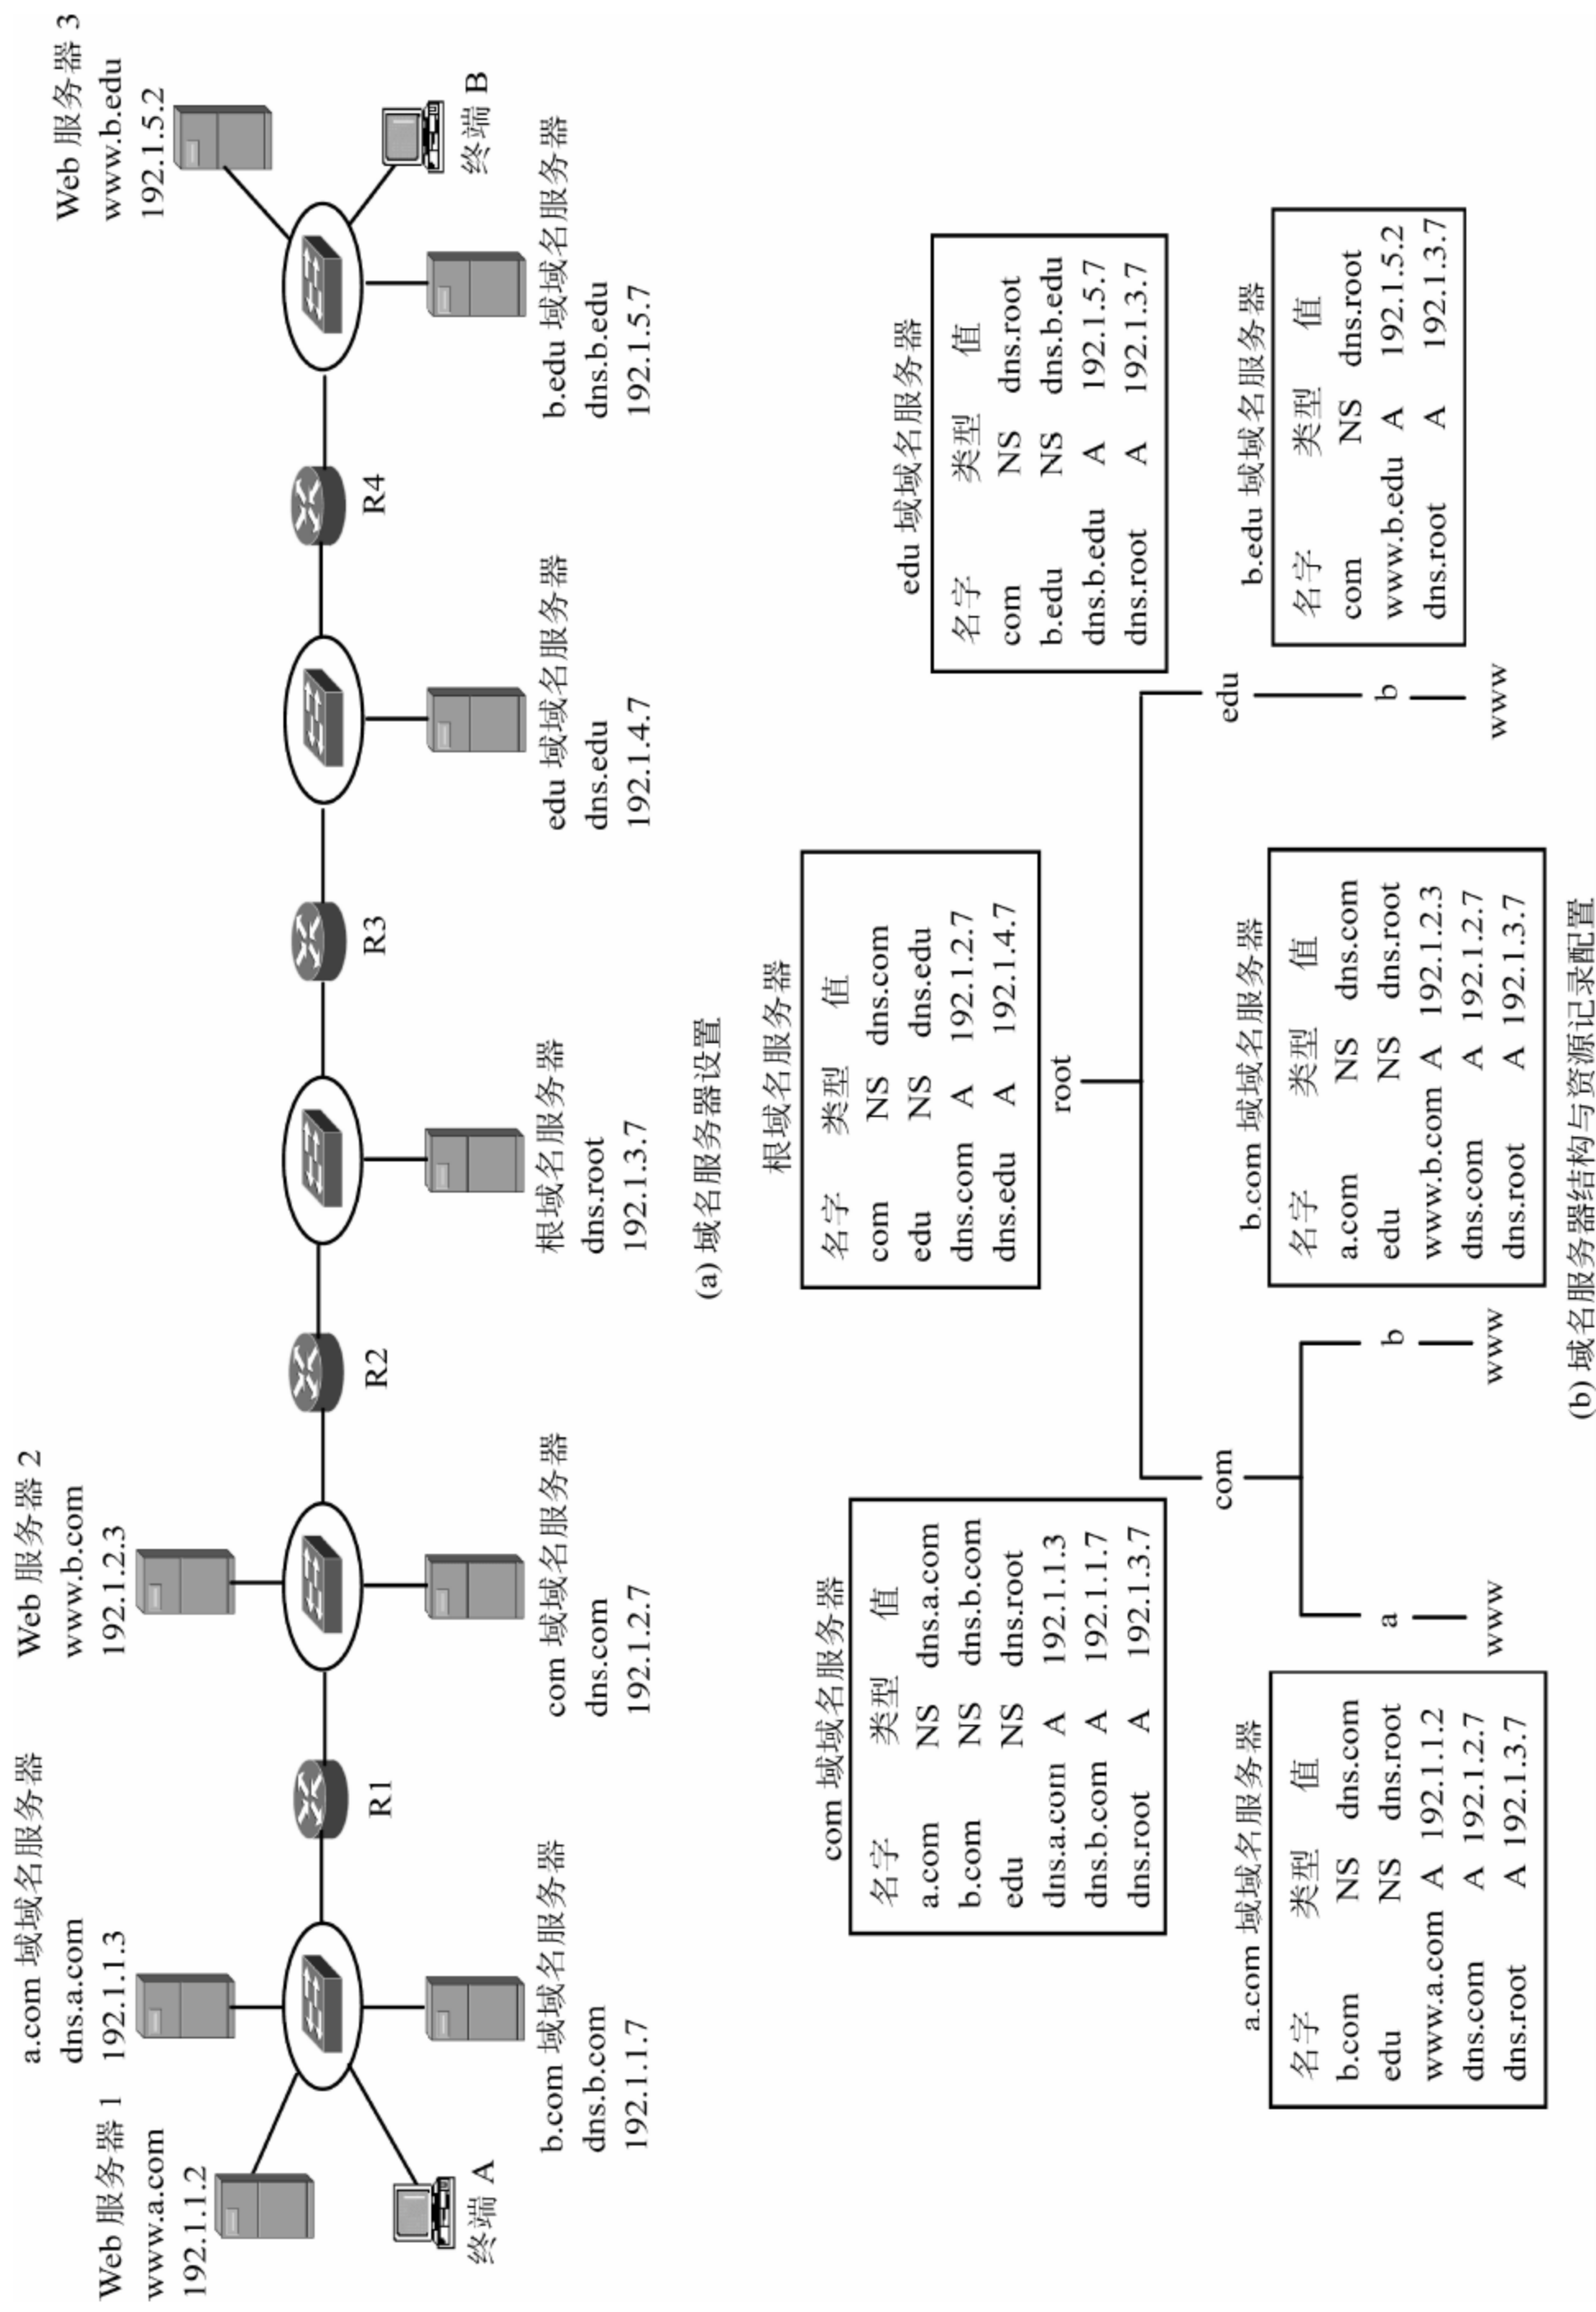 Web 服务器 1
www.a.com
192.1.1.2
终端 A
a.com 域域名服务器
dns.a.com
192.1.1.3
b.com 域域名服务器
dns.b.com
192.1.1.7
R1
Web 服务器 2
www.b.com
192.1.2.3
com 域域名服务器
dns.com
192.1.2.7
R2
根域名服务器
dns.root
192.1.3.7
R3
edu 域域名服务器
dns.edu
192.1.4.7
R4
Web 服务器 3
www.b.edu
192.1.5.2
终端 B
b.edu 域域名服务器
dns.b.edu
192.1.5.7
(a) 域名服务器设置
根域名服务器
名字 类型 值
com NS dns.com
edu NS dns.edu
dns.com A 192.1.2.7
dns.edu A 192.1.4.7
root
com 域域名服务器
名字 类型 值
a.com NS dns.a.com
b.com NS dns.b.com
edu NS dns.root
dns.a.com A 192.1.1.3
dns.b.com A 192.1.1.7
dns.root A 192.1.3.7
com
edu 域域名服务器
名字 类型 值
com NS dns.root
b.edu NS dns.b.edu
dns.b.edu A 192.1.5.7
dns.root A 192.1.3.7
edu
a.com 域域名服务器
名字 类型 值
b.com NS dns.com
edu NS dns.root
www.a.com A 192.1.1.2
dns.com A 192.1.2.7
dns.root A 192.1.3.7
a
www
b
www
b.com 域域名服务器
名字 类型 值
a.com NS dns.com
edu NS dns.root
www.b.com A 192.1.2.3
dns.com A 192.1.2.7
dns.root A 192.1.3.7
b
www
b.edu 域域名服务器
名字 类型 值
com NS dns.root
www.b.edu A 192.1.5.2
dns.root A 192.1.3.7
(b) 域名服务器结构与资源记录配置